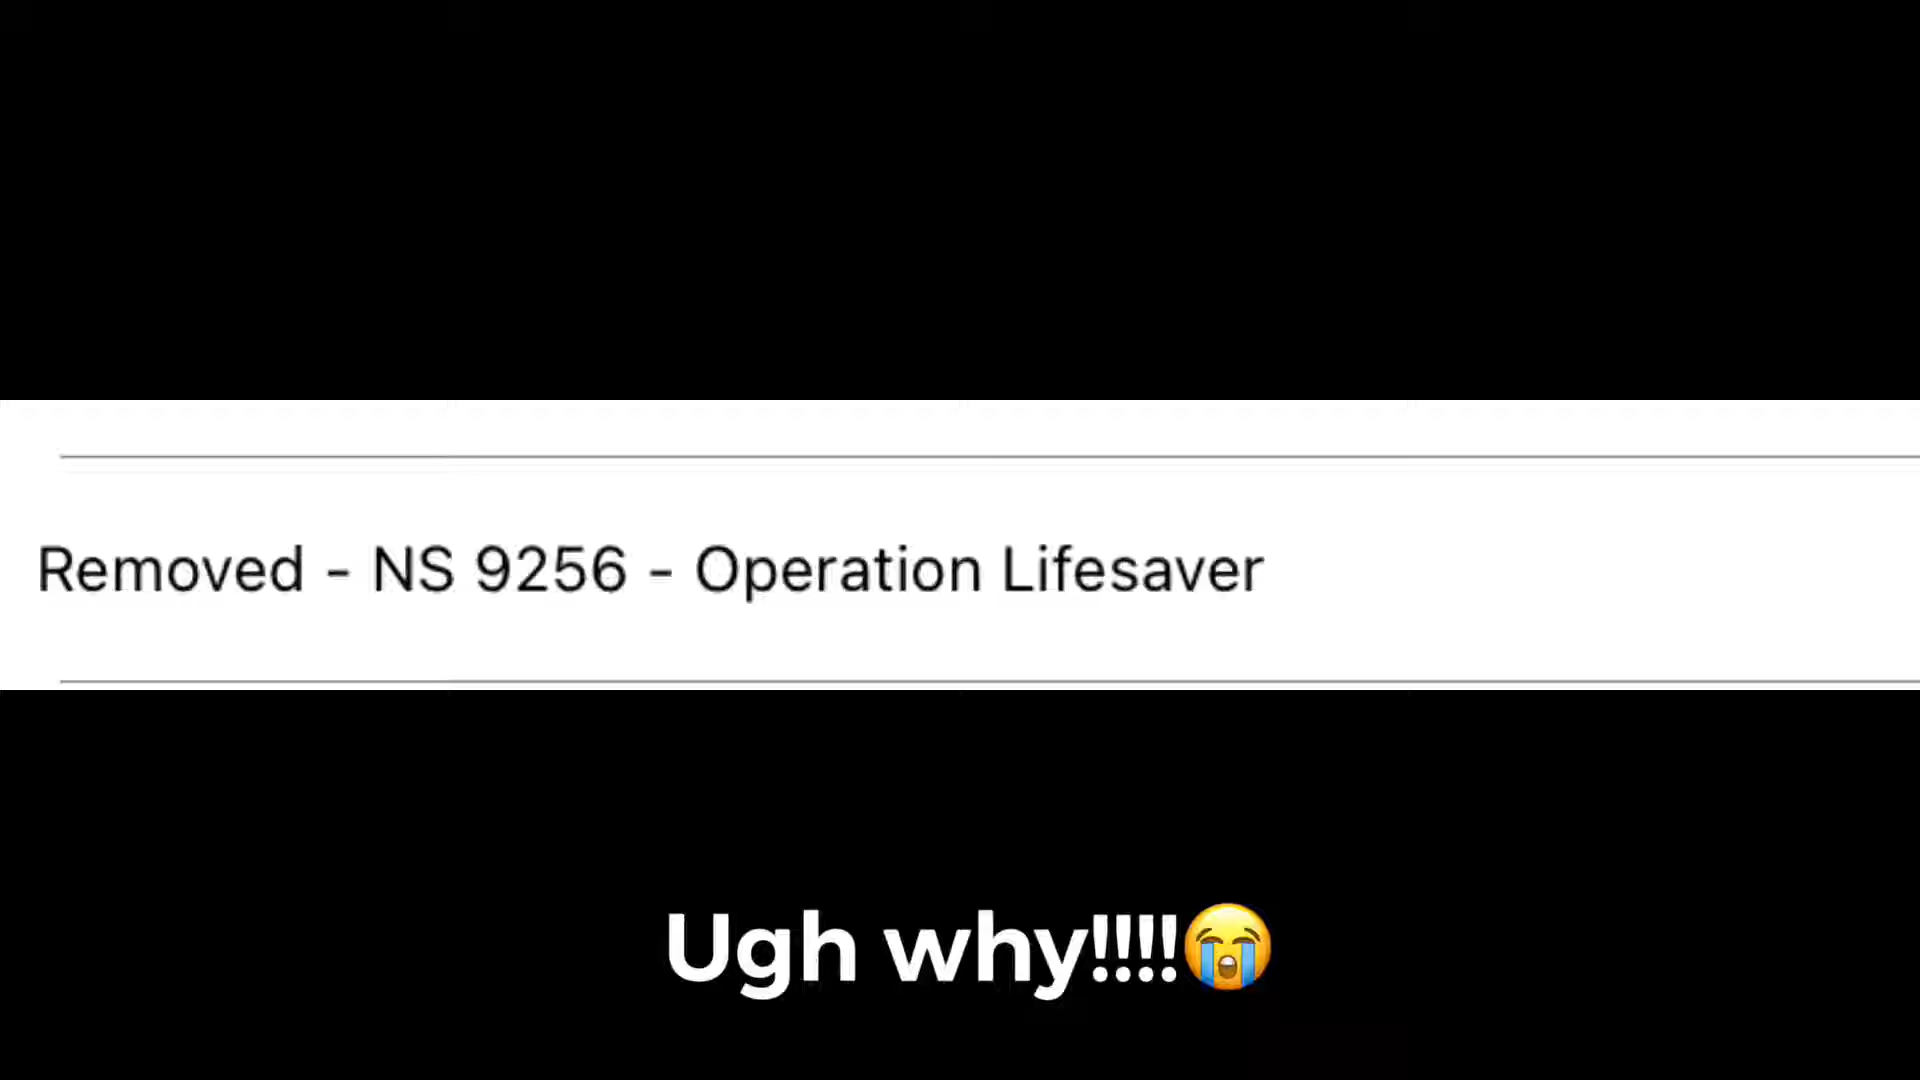 Removed - NS 9256 - Operation Lifesaver
Ugh why!!!!😭